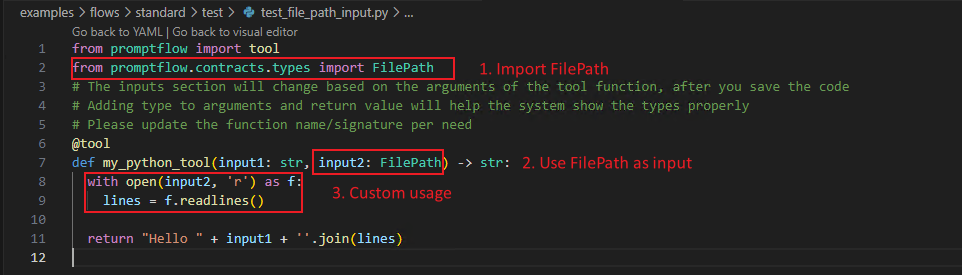 examples > flows > standard > test > test_file_path_input.py > ...
Go back to YAML | Go back to visual editor
1 from promptflow import tool
2 from promptflow.contracts.types import FilePath 1. Import FilePath
3 # The inputs section will change based on the arguments of the tool function, after you save the code
4 # Adding type to arguments and return value will help the system show the types properly
5 # Please update the function name/signature per need
6 @tool
7 def my_python_tool(input1: str, input2: FilePath) -> str: 2. Use FilePath as input
8 with open(input2, 'r') as f:
3. Custom usage
9 lines = f.readlines()
10
11 return "Hello " + input1 + ''.join(lines)
12